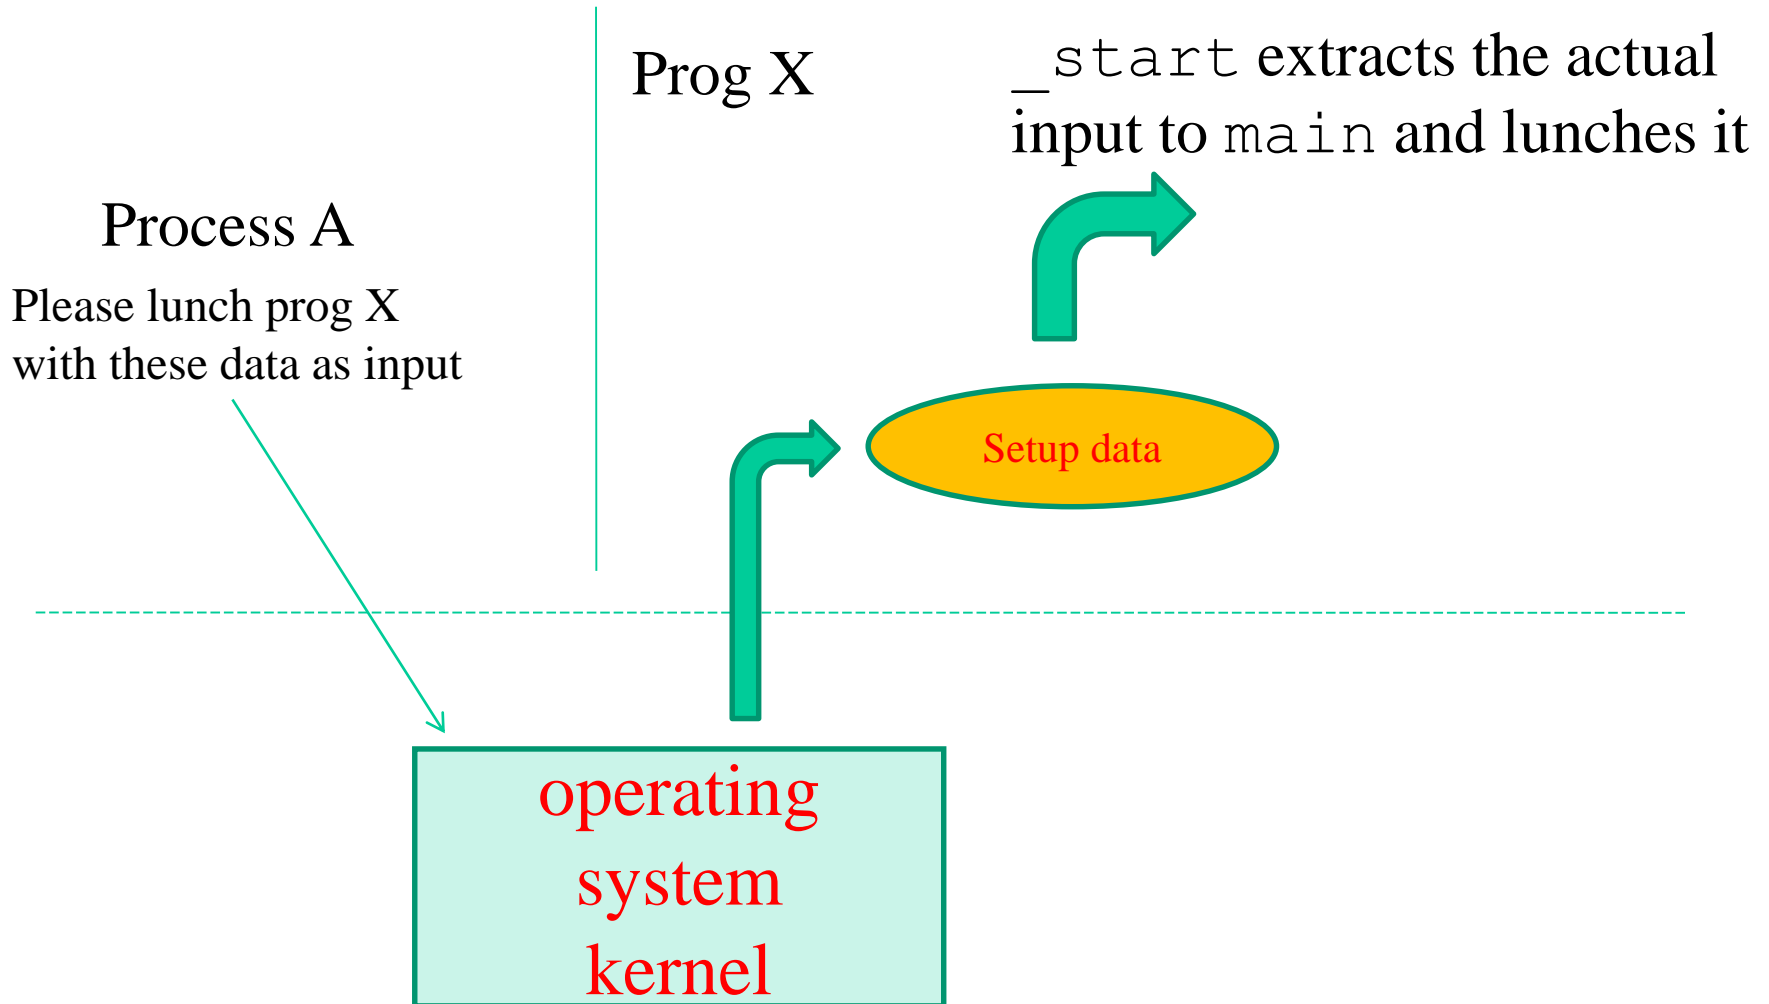 Prog X
_start extracts the actual
input to main and lunches it
Process A
Please lunch prog X
with these data as input
Setup data
operating
system
kernel